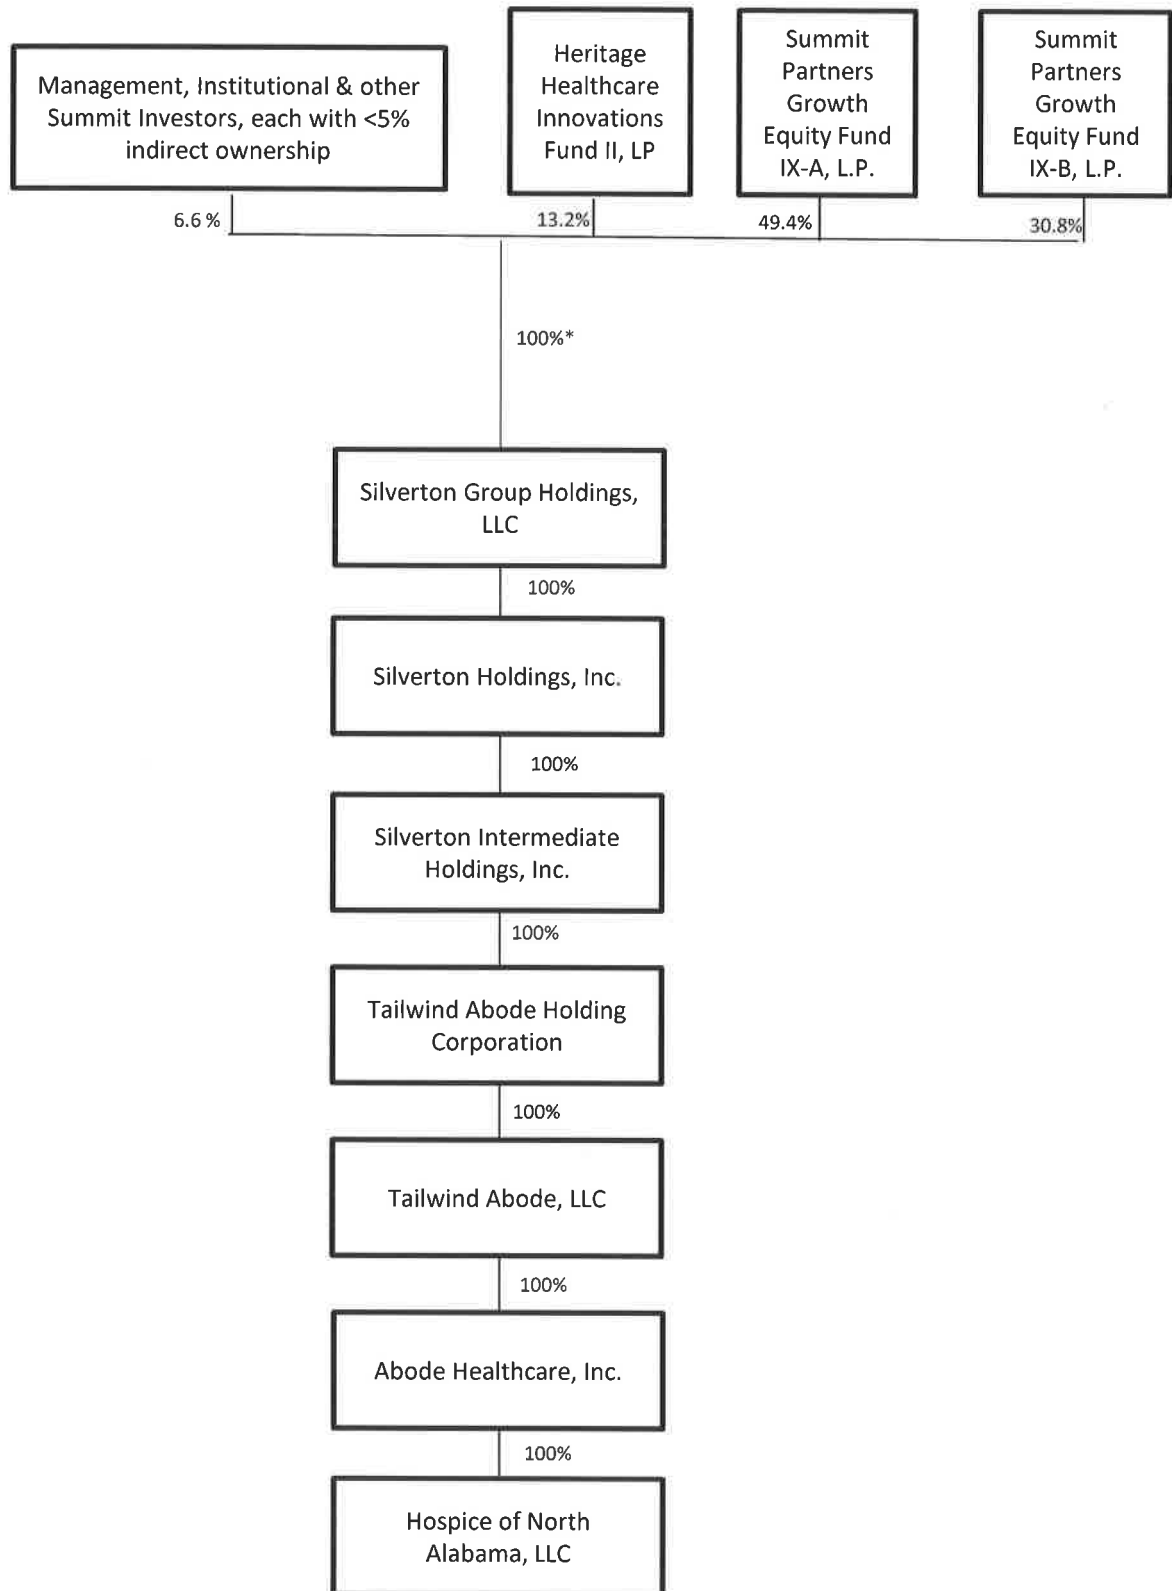 Management, Institutional & other
Summit Investors, each with <5%
indirect ownership
Heritage
Healthcare
Innovations
Fund II, LP
Summit
Partners
Growth
Equity Fund
IX-A, L.P.
Summit
Partners
Growth
Equity Fund
IX-B, L.P.
6.6 %
13.2%
49.4%
30.8%
100%*
Silverton Group Holdings,
LLC
100%
Silverton Holdings, Inc.
100%
Silverton Intermediate
Holdings, Inc.
100%
Tailwind Abode Holding
Corporation
100%
Tailwind Abode, LLC
100%
Abode Healthcare, Inc.
100%
Hospice of North
Alabama, LLC